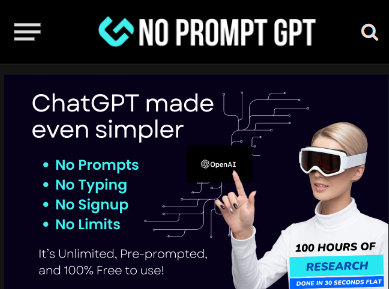 NO PROMPT GPT
ChatGPT made
even simpler
• No Prompts
• No Typing
• No Signup
• No Limits
OpenAI
It's Unlimited, Pre-prompted,
and 100% Free to use!
100 HOURS OF
RESEARCH
DONE IN 30 SECONDS FLAT